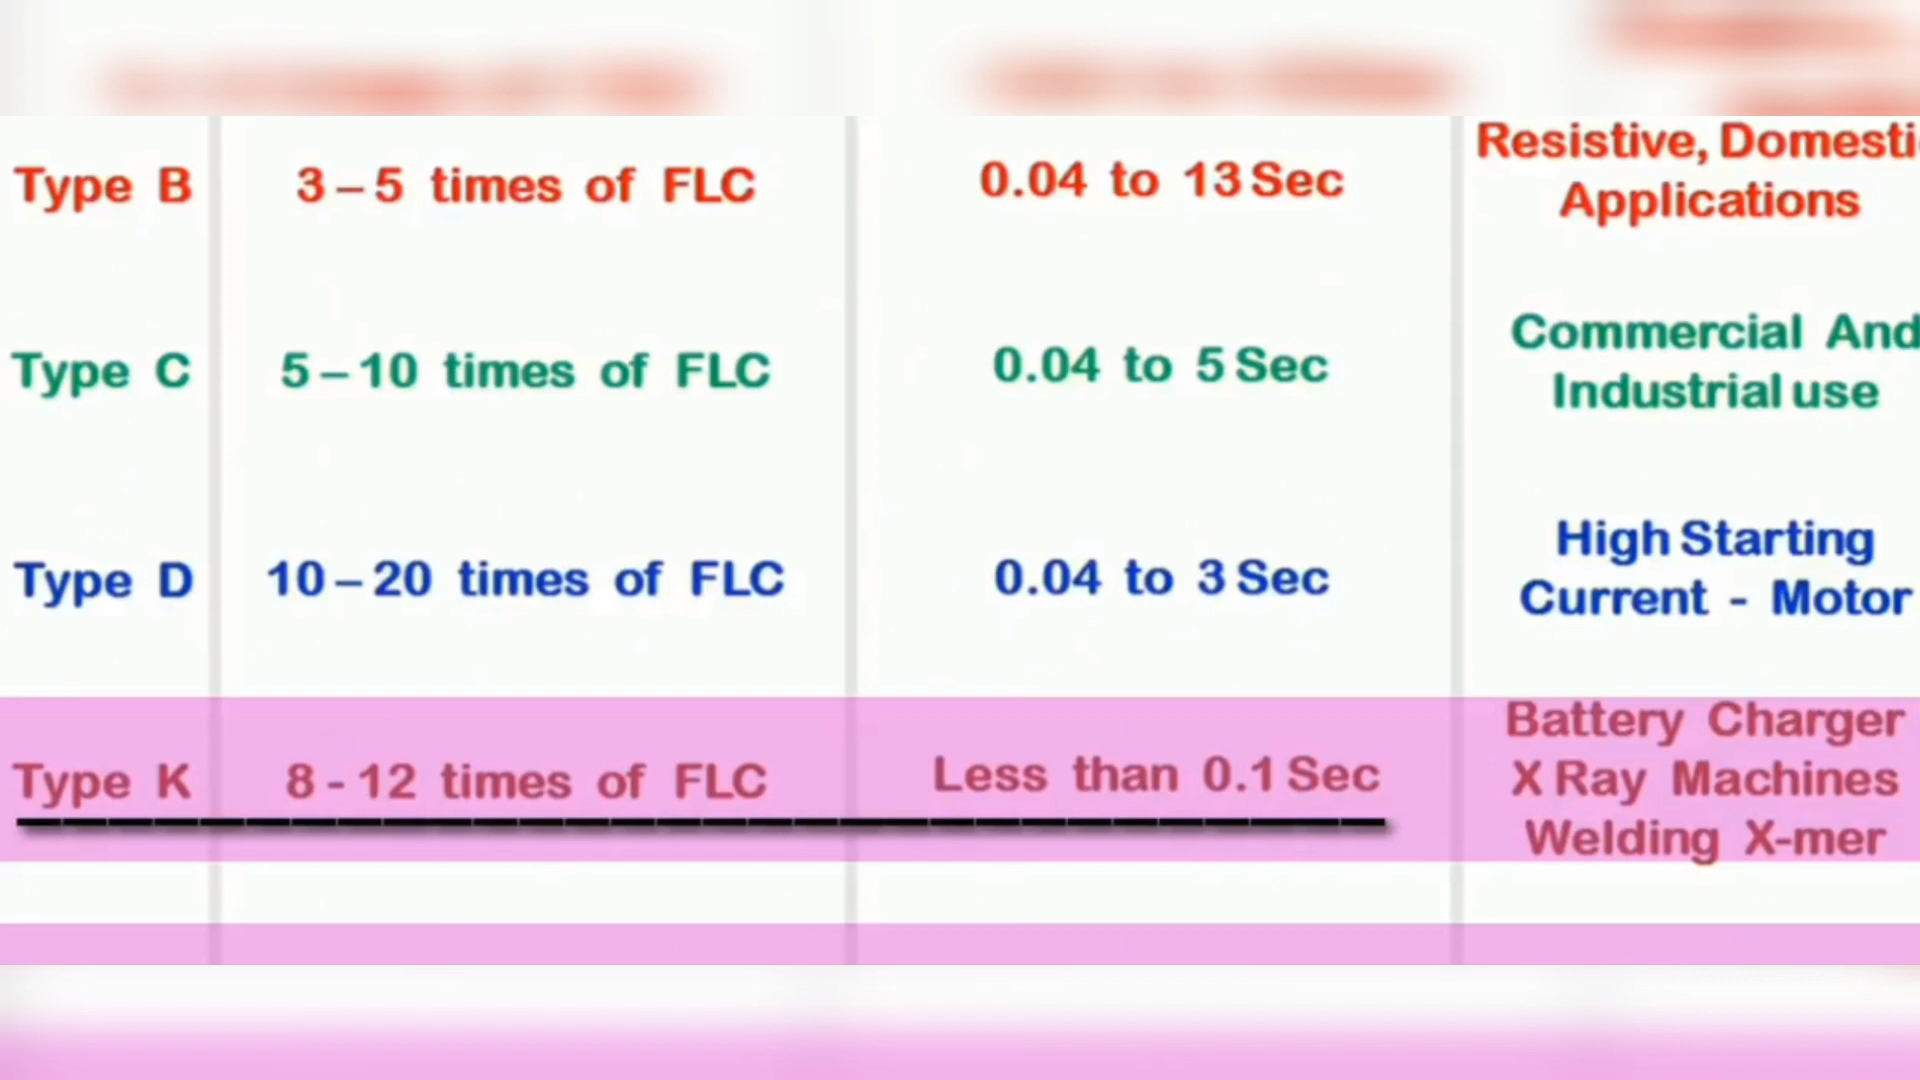 Type B 3 – 5 times of FLC 0.04 to 13 Sec Resistive, Domesti
Applications
Type C 5 – 10 times of FLC 0.04 to 5 Sec Commercial And
Industrial use
Type D 10 – 20 times of FLC 0.04 to 3 Sec High Starting
Current - Motor
Type K 8 - 12 times of FLC Less than 0.1 Sec Battery Charger
X Ray Machines
Welding X-mer